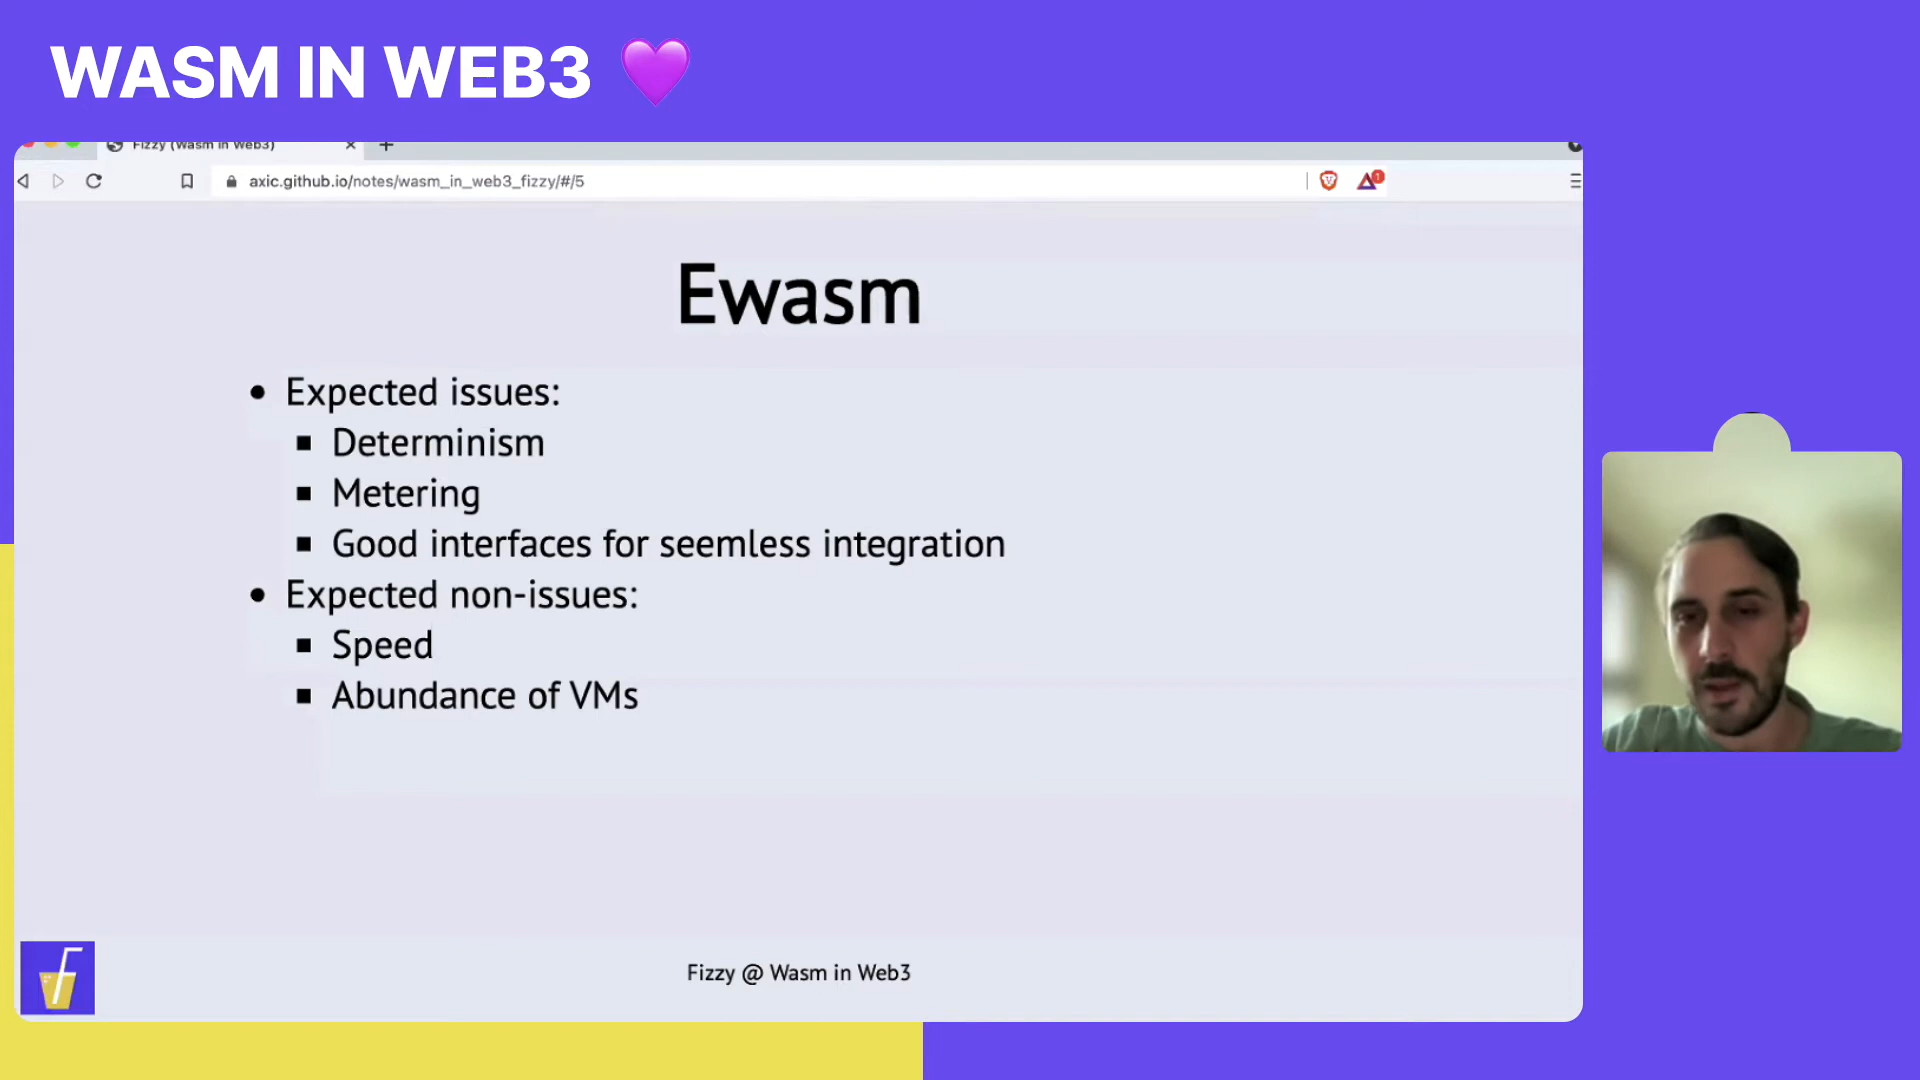 WASM IN WEB3 💜
Fizzy (Wasm in Web3)
axic.github.io/notes/wasm_in_web3_fizzy/#/5
1
Ewasm
Expected issues:
Determinism
Metering
Good interfaces for seemless integration
Expected non-issues:
Speed
Abundance of VMs
Fizzy @ Wasm in Web3